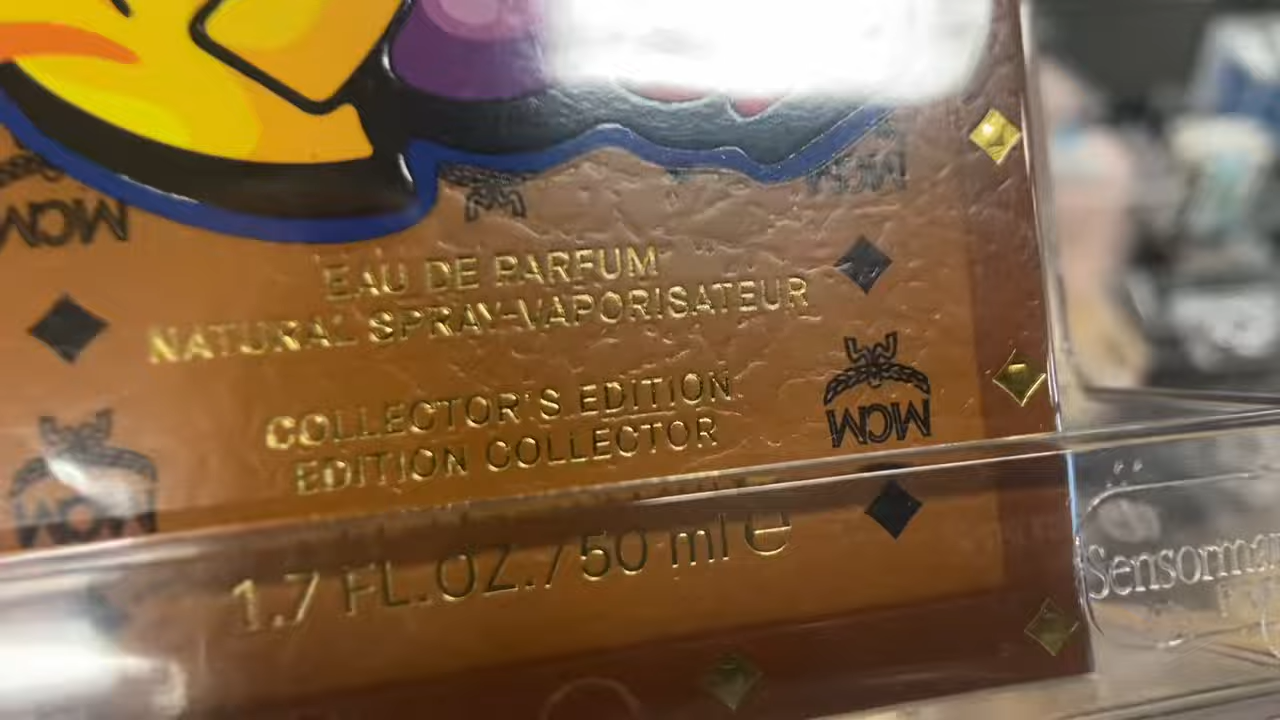 MCM
MCM
EAU DE PARFUM
NATURAL SPRAY-VAPORISATEUR
COLLECTOR'S EDITION
EDITION COLLECTOR
MCM
MCM
1.7 FL.OZ./50 ml e